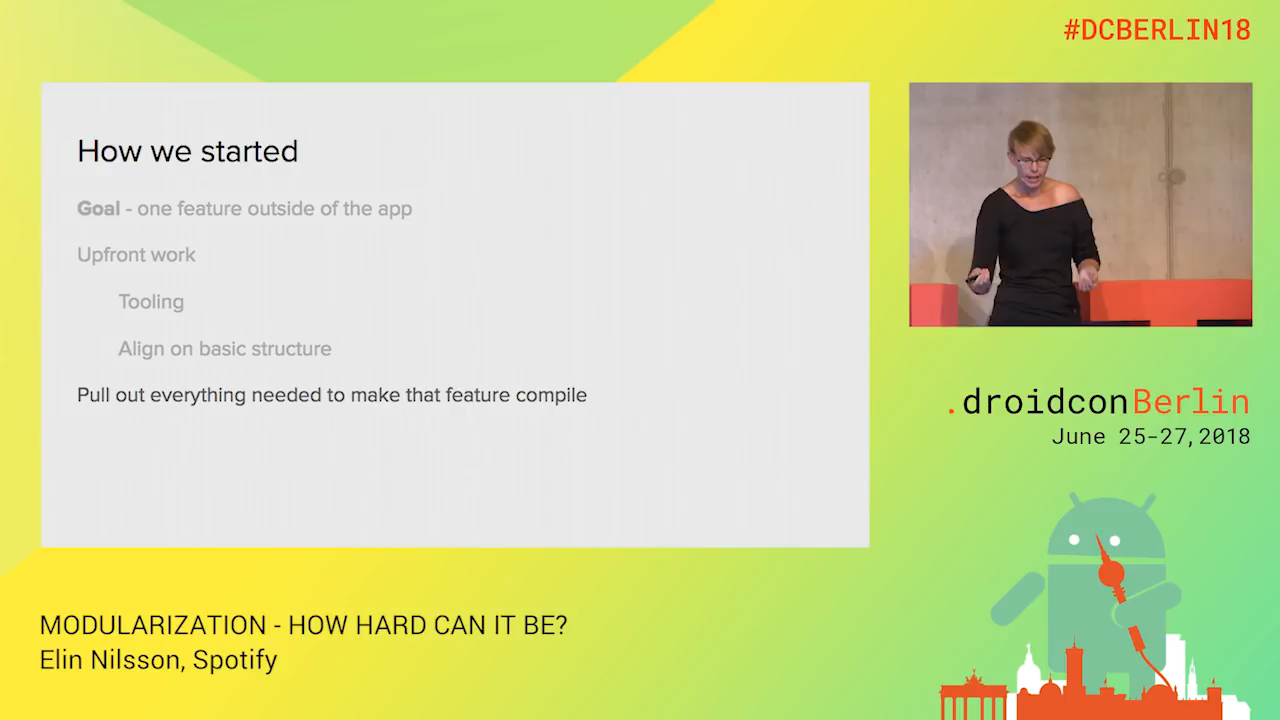 #DCBERLIN18
How we started
Goal - one feature outside of the app
Upfront work
Tooling
Align on basic structure
Pull out everything needed to make that feature compile
.droidconBerlin
June 25-27, 2018
MODULARIZATION - HOW HARD CAN IT BE?
Elin Nilsson, Spotify